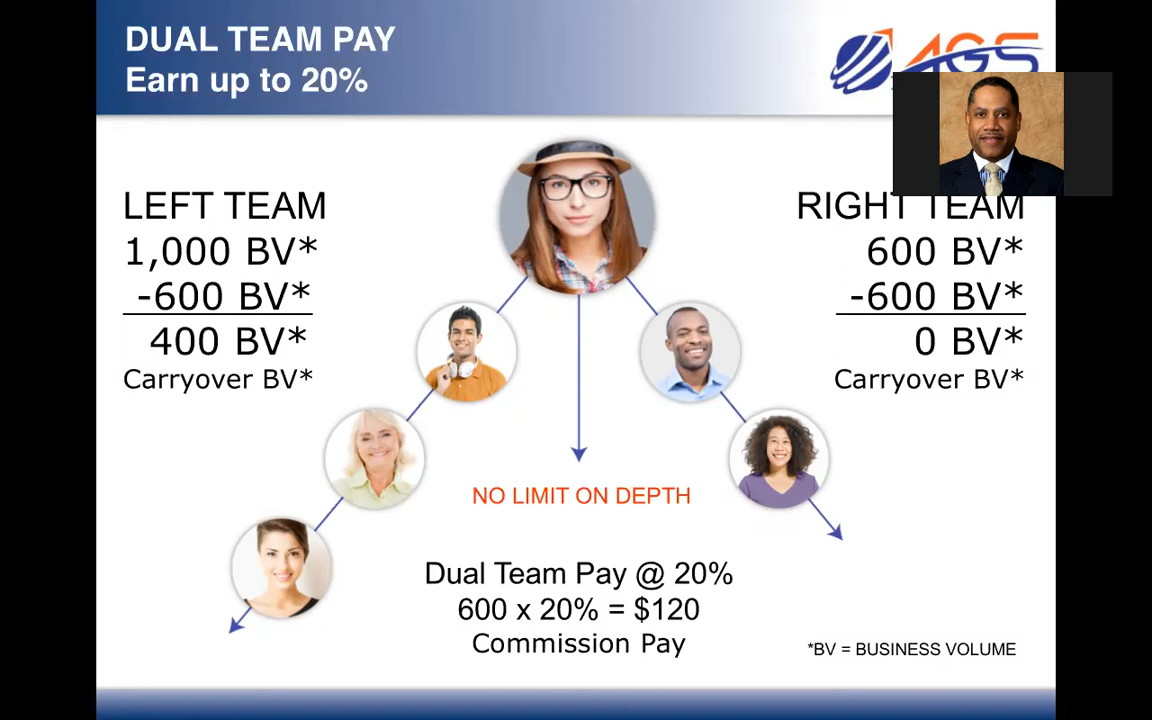 DUAL TEAM PAY
Earn up to 20%
AGS
LEFT TEAM
1,000 BV*
-600 BV*
400 BV*
Carryover BV*
RIGHT TEAM
600 BV*
-600 BV*
0 BV*
Carryover BV*
NO LIMIT ON DEPTH
Dual Team Pay @ 20%
600 x 20% = $120
Commission Pay
*BV = BUSINESS VOLUME